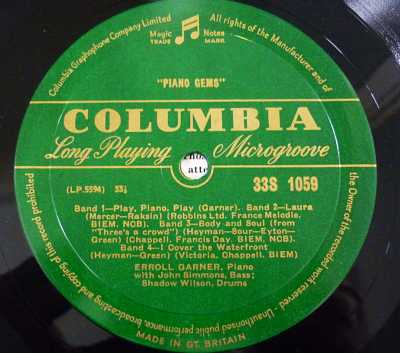 Columbia Graphophone Company Limited
Magic Notes
TRADE MARK
All rights of the Manufacturer and of
the Owner of the recorded work reserved. Unauthorised public performance, broadcasting and copying of this record prohibited
"PIANO GEMS"
COLUMBIA
Long Playing Microgroove
(LP.5594) 33⅓
33S 1059
Band 1—Play, Piano, Play (Garner). Band 2—Laura
(Mercer—Raksin) (Robbins Ltd. France Melodie,
BIEM, NCB). Band 3—Body and Soul (from
"Three's a crowd") (Heyman—Sour—Eyton—
Green) (Chappell, Francis Day, BIEM, NCB).
Band 4—I Cover the Waterfront
(Heyman—Green) (Victoria, Chappell, BIEM)
ERROLL GARNER, Piano
with John Simmons, Bass;
Shadow Wilson, Drums
MADE IN GT. BRITAIN